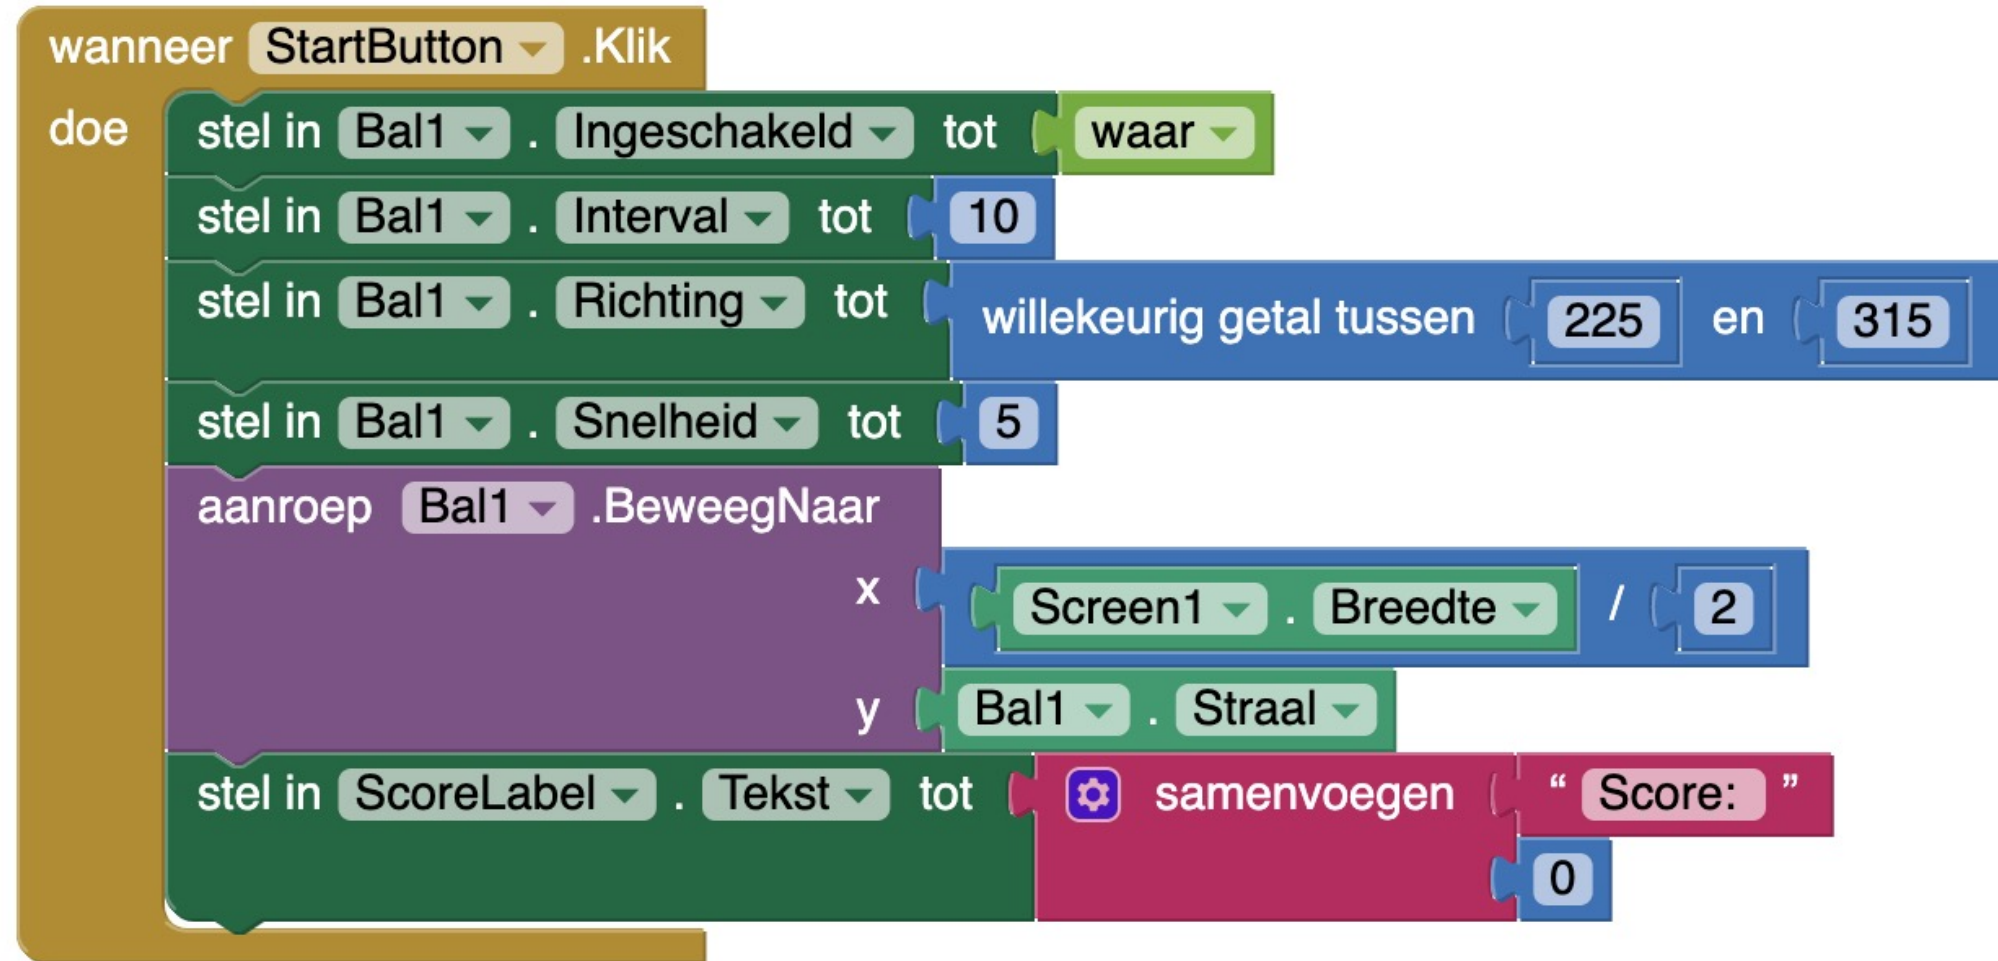 wanneer StartButton .Klik
doe stel in Bal1 . Ingeschakeld tot waar
stel in Bal1 . Interval tot 10
stel in Bal1 . Richting tot willekeurig getal tussen 225 en 315
stel in Bal1 . Snelheid tot 5
aanroep Bal1 .BeweegNaar
x Screen1 . Breedte / 2
y Bal1 . Straal
stel in ScoreLabel . Tekst tot samenvoegen “ Score: ”
0